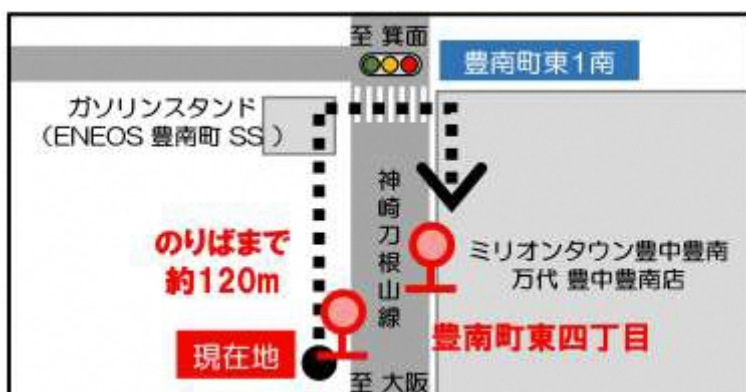 至 箕面
豊南町東1南
ガソリンスタンド
（ENEOS 豊南町 SS ）
神崎刀根山線
のりばまで
約120m
ミリオンタウン豊中豊南
万代 豊中豊南店
豊南町東四丁目
現在地
至 大阪